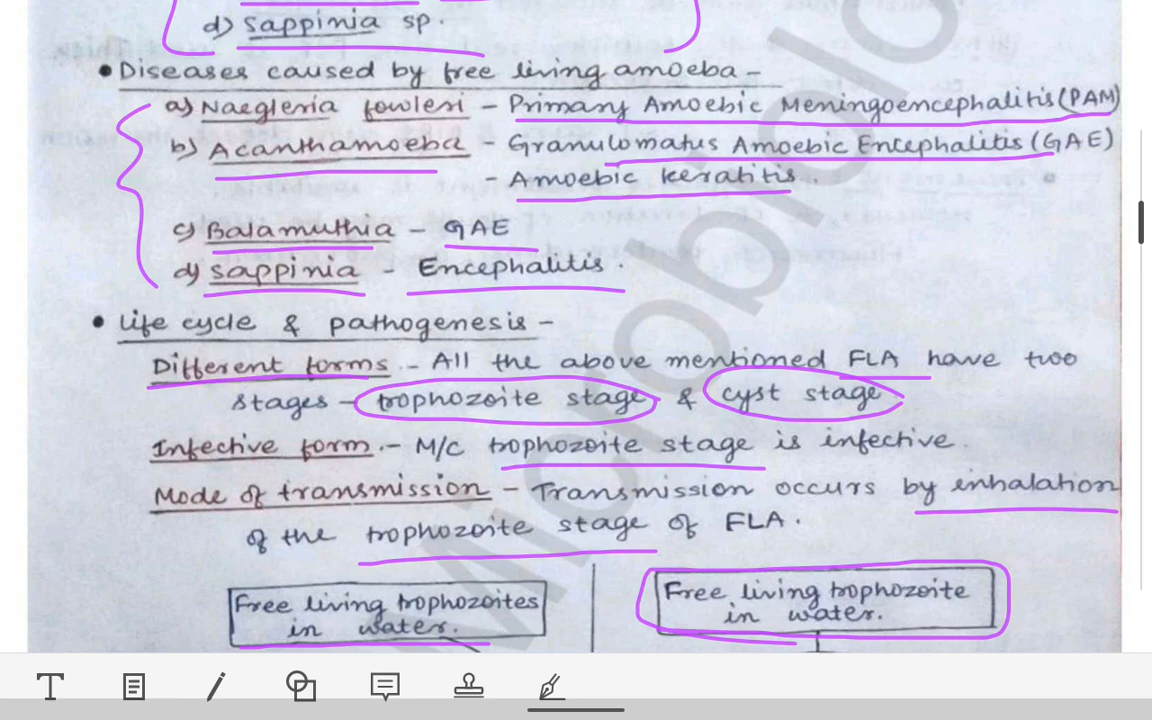 d) Sappinia sp.
• Diseases caused by free living amoeba -
a) Naegleria fowleri - Primary Amoebic Meningoencephalitis (PAM)
b) Acanthamoeba - Granulomatus Amoebic Entephalitis (GAE)
- Amoebic keratitis.
c) Balamuthia - GAE
d) sappinia - Encephalitis.
• Life cycle & pathogenesis -
Different forms - All the above mentioned FLA have two
stages - trophozoite stage & cyst stage
Infective form - M/C trophozoite stage is infective.
Mode of transmission - Transmission occurs by inhalation
of the trophozoite stage of FLA.
Free living trophozoites
in water.
Free living trophozoite
in water.
Microbiolo
T